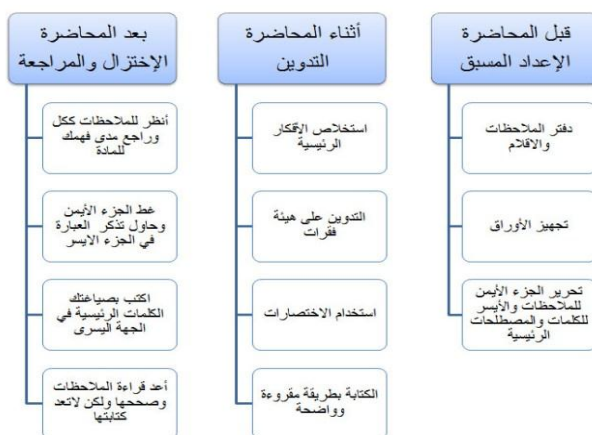 قبل المحاضرة
الإعداد المسبق
دفتر الملاحظات
والاقلام
تجهيز الأوراق
تحرير الجزء الأيمن
للملاحظات والأيسر
للكلمات والمصطلحات
الرئيسية
أثناء المحاضرة
التدوين
استخلاص الأفكار
الرئيسية
التدوين على هيئة
فقرات
استخدام الاختصارات
الكتابة بطريقة مقروءة
وواضحة
بعد المحاضرة
الإختزال والمراجعة
أنظر للملاحظات ككل
وراجع مدى فهمك
للمادة
غط الجزء الأيمن
وحاول تذكر العبارة
في الجزء الايسر
اكتب بصياغتك
الكلمات الرئيسية في
الجهة اليسرى
أعد قراءة الملاحظات
وصححها ولكن لاتعد
كتابتها